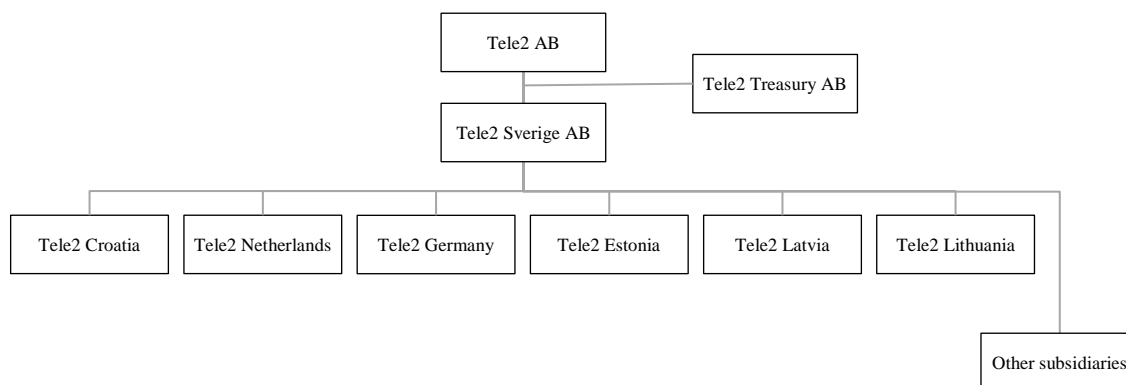 Tele2 AB
Tele2 Treasury AB
Tele2 Sverige AB
Tele2 Croatia
Tele2 Netherlands
Tele2 Germany
Tele2 Estonia
Tele2 Latvia
Tele2 Lithuania
Other subsidiaries